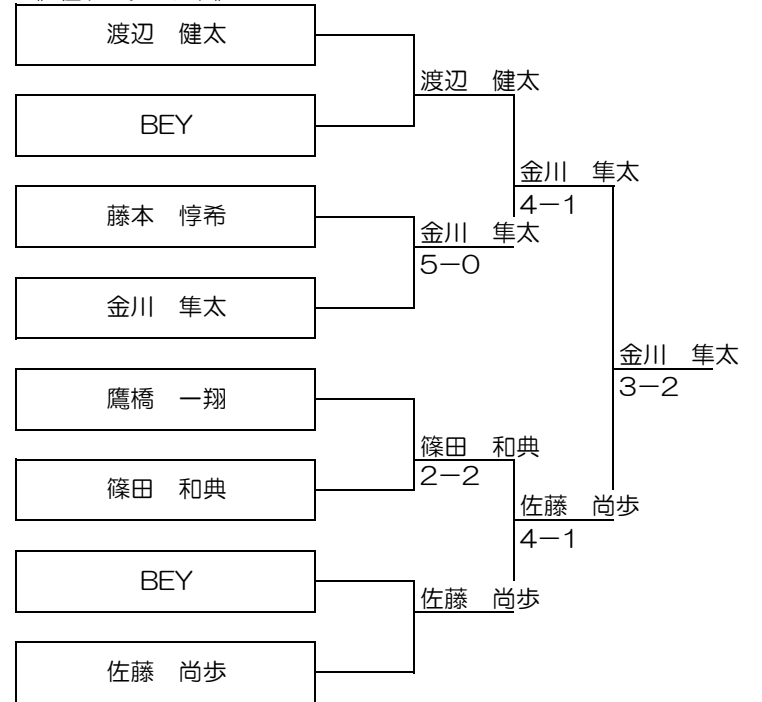 渡辺　健太
BEY
藤本　惇希
金川　隼太
鷹橋　一翔
篠田　和典
BEY
佐藤　尚歩
渡辺　健太
金川　隼太
5－0
篠田　和典
2－2
佐藤　尚歩
金川　隼太
4－1
佐藤　尚歩
4－1
金川　隼太
3－2